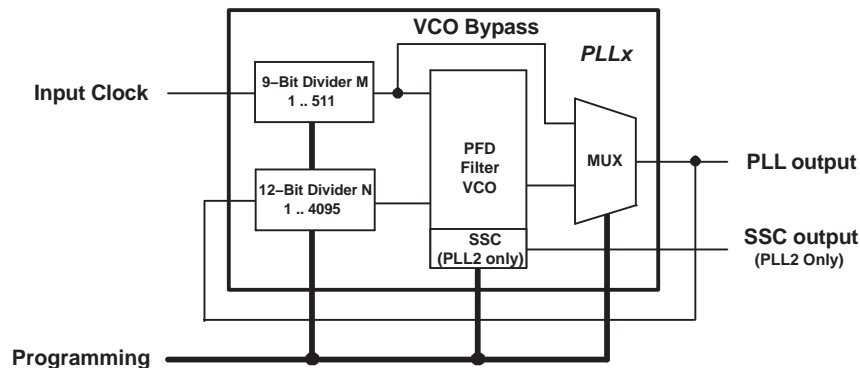 VCO Bypass
PLLx
Input Clock
9–Bit Divider M
1 .. 511
PFD
Filter
VCO
MUX
PLL output
12–Bit Divider N
1 .. 4095
SSC
(PLL2 only)
SSC output
(PLL2 Only)
Programming